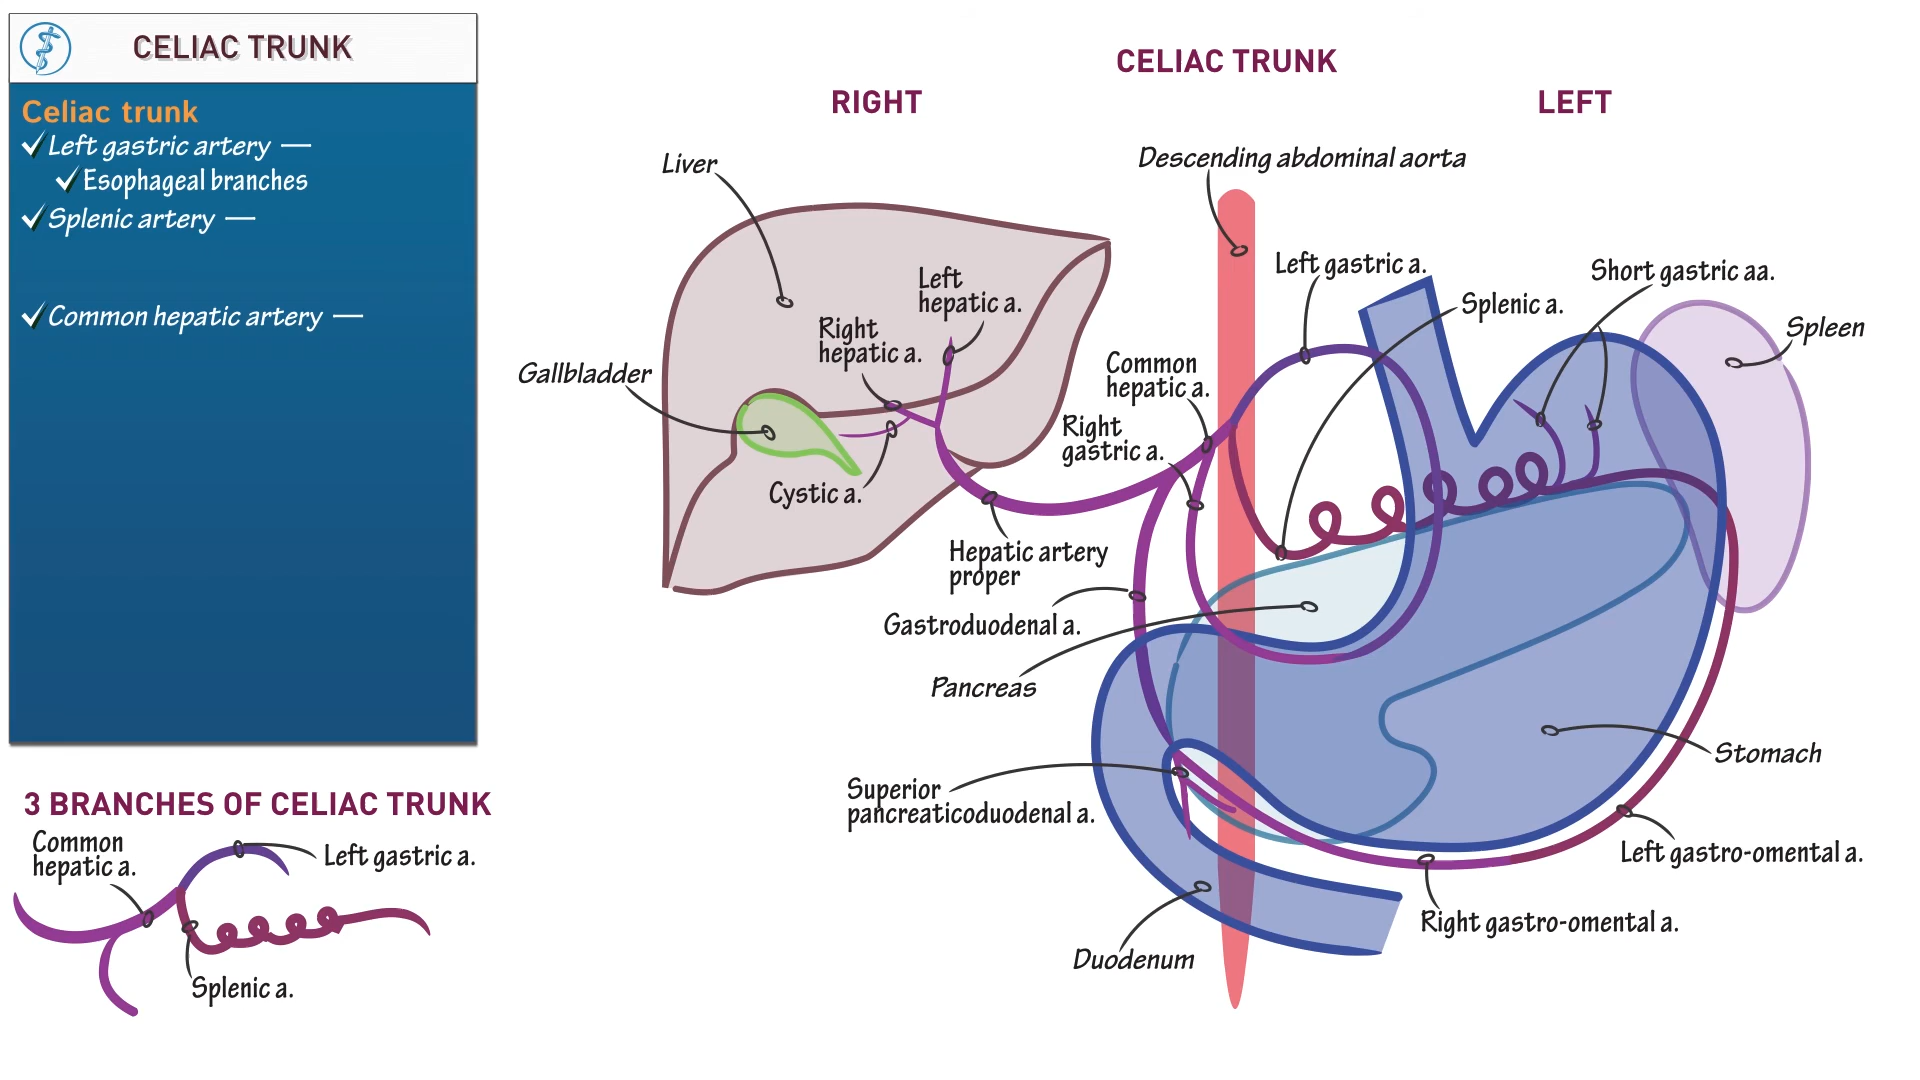 CELIAC TRUNK
Celiac trunk
Left gastric artery —
Esophageal branches
Splenic artery —
Common hepatic artery —
3 BRANCHES OF CELIAC TRUNK
Common
hepatic a.
Left gastric a.
Splenic a.
CELIAC TRUNK
RIGHT
LEFT
Descending abdominal aorta
Liver
Left
hepatic a.
Right
hepatic a.
Gallbladder
Cystic a.
Common
hepatic a.
Right
gastric a.
Left gastric a.
Splenic a.
Short gastric aa.
Spleen
Hepatic artery
proper
Gastroduodenal a.
Pancreas
Superior
pancreaticoduodenal a.
Duodenum
Stomach
Left gastro-omental a.
Right gastro-omental a.